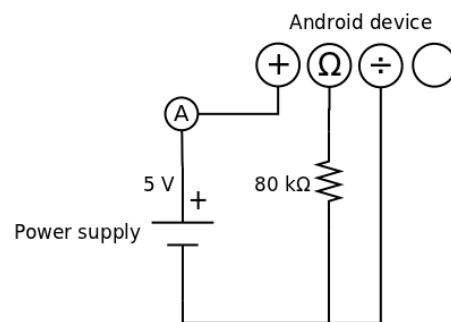 Android device
+ Ω ÷
A
5 V +
80 kΩ
Power supply